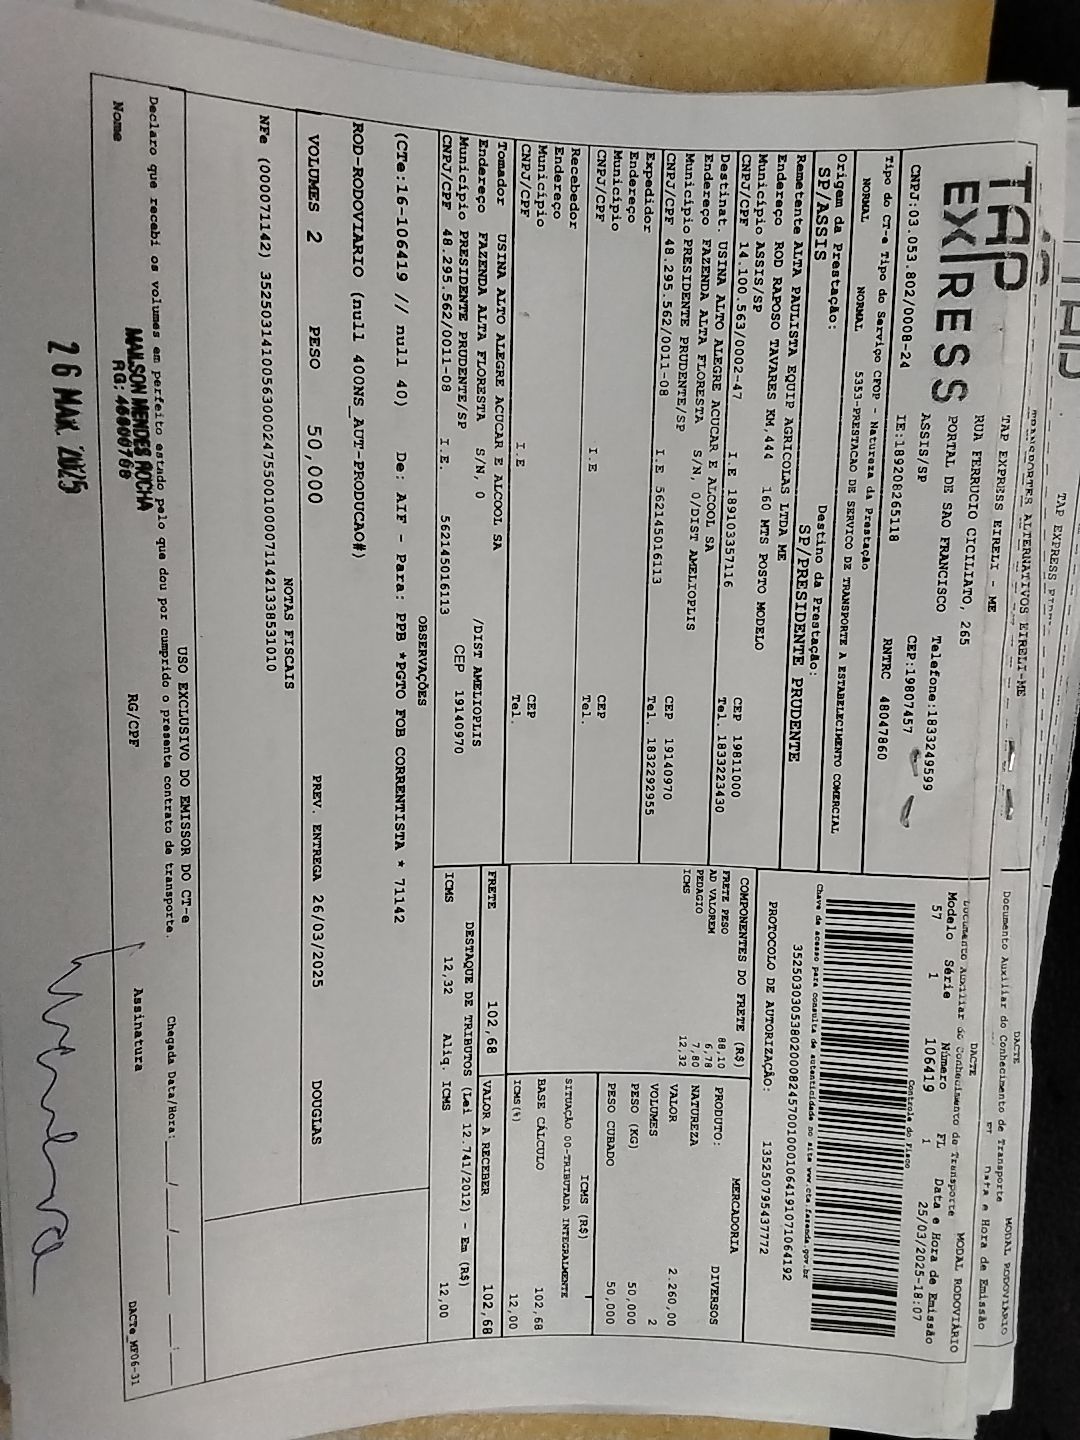 TAP
EXPRESS
TAP EXPRESS EIRELI - ME
RUA FERRUCIO CICILIATO, 265
PORTAL DE SAO FRANCISCO
ASSIS/SP
Telefone:1833249599
CEP:19807457
CNPJ:03.053.802/0008-24
IE:189208265118
RNTRC 48047860
DACTE
Documento Auxiliar do Conhecimento de Transporte
MODAL RODOVIÁRIO
Modelo Série Número FL Data e Hora de Emissão
57 1 106419 1 25/03/2025-18:07
Controle do Fisco
Tipo do CT-e Tipo do Serviço CFOP - Natureza da Prestação
NORMAL NORMAL 5353-PRESTACAO DE SERVICO DE TRANSPORTE A ESTABELECIMENTO COMERCIAL
Chave de acesso para consulta de autenticidade no site www.cte.fazenda.gov.br
35250303053802000824570010001064191071064192
Origem da Prestação: Destino da Prestação:
SP/ASSIS SP/PRESIDENTE PRUDENTE
PROTOCOLO DE AUTORIZAÇÃO: 135250795437772
Remetente ALTA PAULISTA EQUIP AGRICOLAS LTDA ME
Endereço ROD RAPOSO TAVARES KM.444 160 MTS POSTO MODELO
Município ASSIS/SP CEP 19811000
CNPJ/CPF 14.100.563/0002-47 I.E 189103357116 Tel. 1833223430
Destinat. USINA ALTO ALEGRE ACUCAR E ALCOOL SA
Endereço FAZENDA ALTA FLORESTA S/N, 0/DIST AMELIOPLIS
Município PRESIDENTE PRUDENTE/SP CEP 19140970
CNPJ/CPF 48.295.562/0011-08 I.E 562145016113 Tel. 1832292955
Expedidor
Endereço
Município CEP
CNPJ/CPF I.E Tel.
Recebedor
Endereço
Município CEP
CNPJ/CPF I.E Tel.
Tomador USINA ALTO ALEGRE ACUCAR E ALCOOL SA
Endereço FAZENDA ALTA FLORESTA S/N, 0 /DIST AMELIOPLIS
Município PRESIDENTE PRUDENTE/SP CEP 19140970
CNPJ/CPF 48.295.562/0011-08 I.E. 562145016113
COMPONENTES DO FRETE (R$)
FRETE PESO 88,10
AD VALOREM 6,78
PEDAGIO 7,80
ICMS 12,32
PRODUTO: MERCADORIA
NATUREZA DIVERSOS
VALOR 2.260,00
VOLUMES 2
PESO (KG) 50,000
PESO CUBADO 50,000
ICMS (R$)
SITUAÇÃO 00-TRIBUTADA INTEGRALMENTE
BASE CÁLCULO 102,68
ICMS(%) 12,00
FRETE 102,68 VALOR A RECEBER 102,68
DESTAQUE DE TRIBUTOS (Lei 12.741/2012) - Em (R$)
ICMS 12,32 Aliq. ICMS 12,00
OBSERVAÇÕES
(CTe:16-106419 // null 40) De: AIF - Para: PPB *PGTO FOB CORRENTISTA * 71142
ROD-RODOVIARIO (null 400NS_AUT-PRODUCAO#)
VOLUMES 2 PESO 50,000 PREV. ENTREGA 26/03/2025 DOUGLAS
NOTAS FISCAIS
NFe (000071142) 35250314100563000247550010000711421338531010
USO EXCLUSIVO DO EMISSOR DO CT-e
Declaro que recebi os volumes em perfeito estado pelo que dou por cumprido o presente contrato de transporte. Chegada Data/Hora:
Nome RG/CPF Assinatura
MAILSON MENDES ROCHA
26 MAR. 2025
DACTe_MF06-31